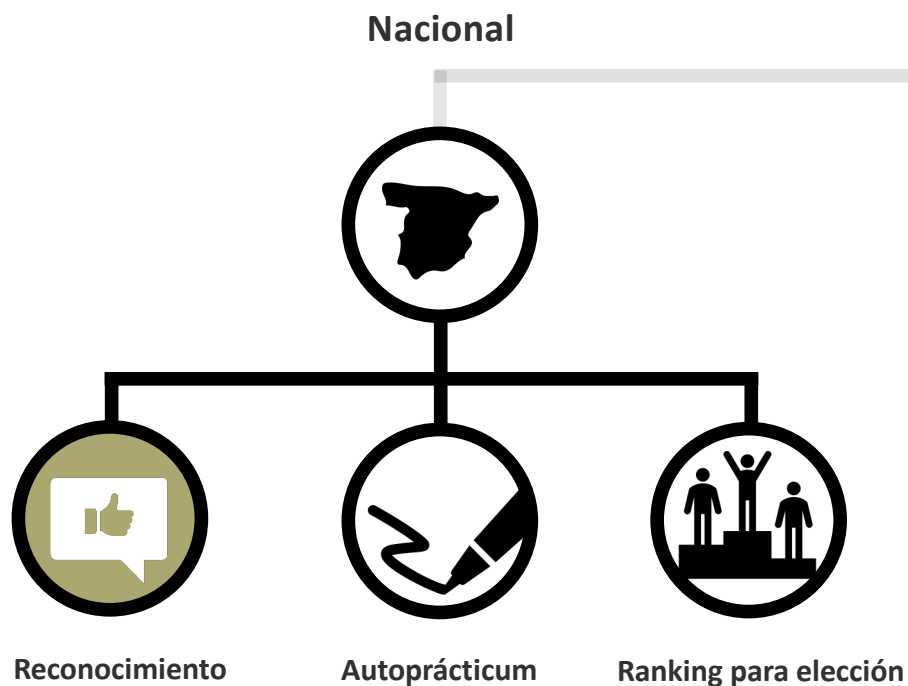 Nacional
Reconocimiento
Autoprácticum
Ranking para elección